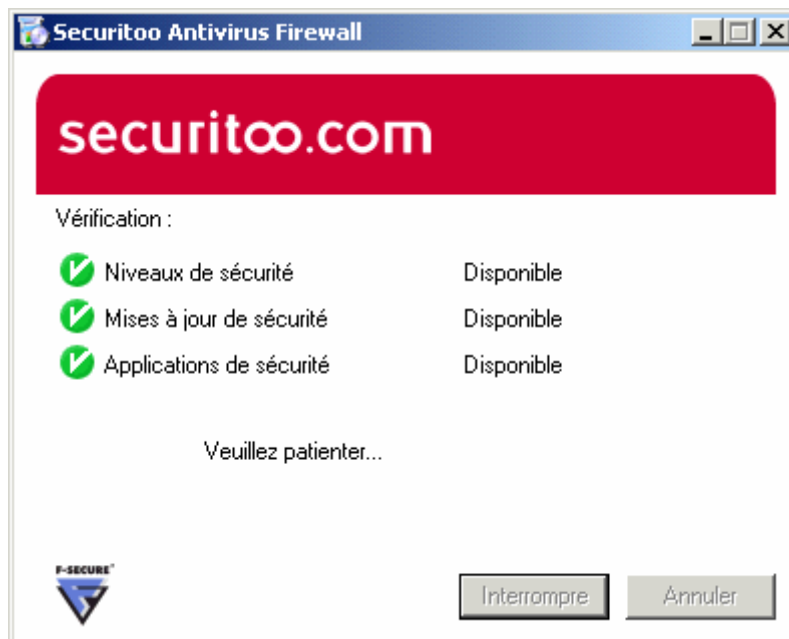 Securitoo Antivirus Firewall
securitoo.com
Vérification :
Niveaux de sécurité Disponible
Mises à jour de sécurité Disponible
Applications de sécurité Disponible
Veuillez patienter...
F-SECURE®
Interrompre Annuler